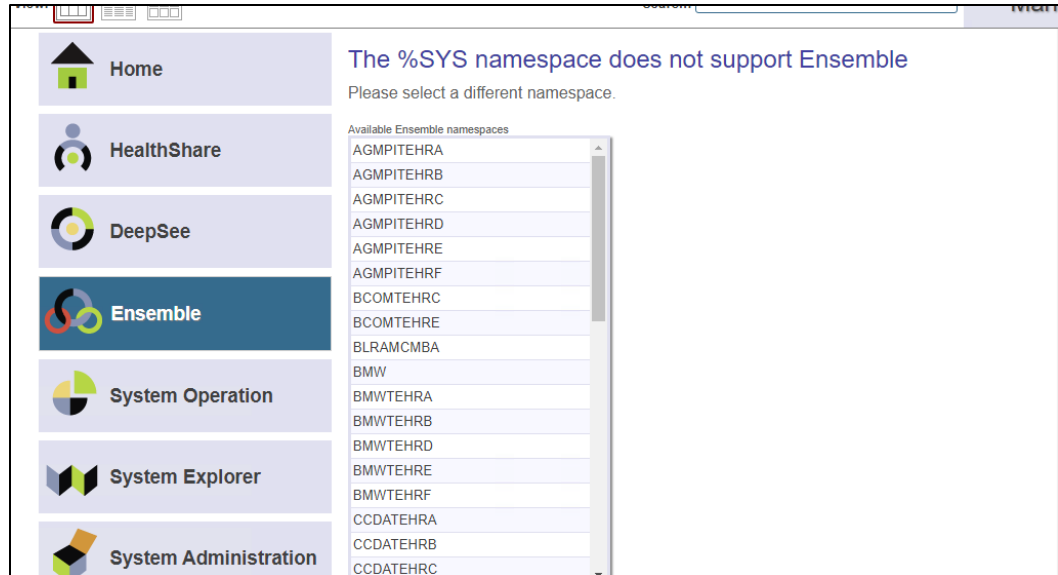 Home
HealthShare
DeepSee
Ensemble
System Operation
System Explorer
System Administration
The %SYS namespace does not support Ensemble
Please select a different namespace.
Available Ensemble namespaces
AGMPITEHRA
AGMPITEHRB
AGMPITEHRC
AGMPITEHRD
AGMPITEHRE
AGMPITEHRF
BCOMTEHRC
BCOMTEHRE
BLRAMCMBA
BMW
BMWTEHRA
BMWTEHRB
BMWTEHRD
BMWTEHRE
BMWTEHRF
CCDATEHRA
CCDATEHRB
CCDATEHRC